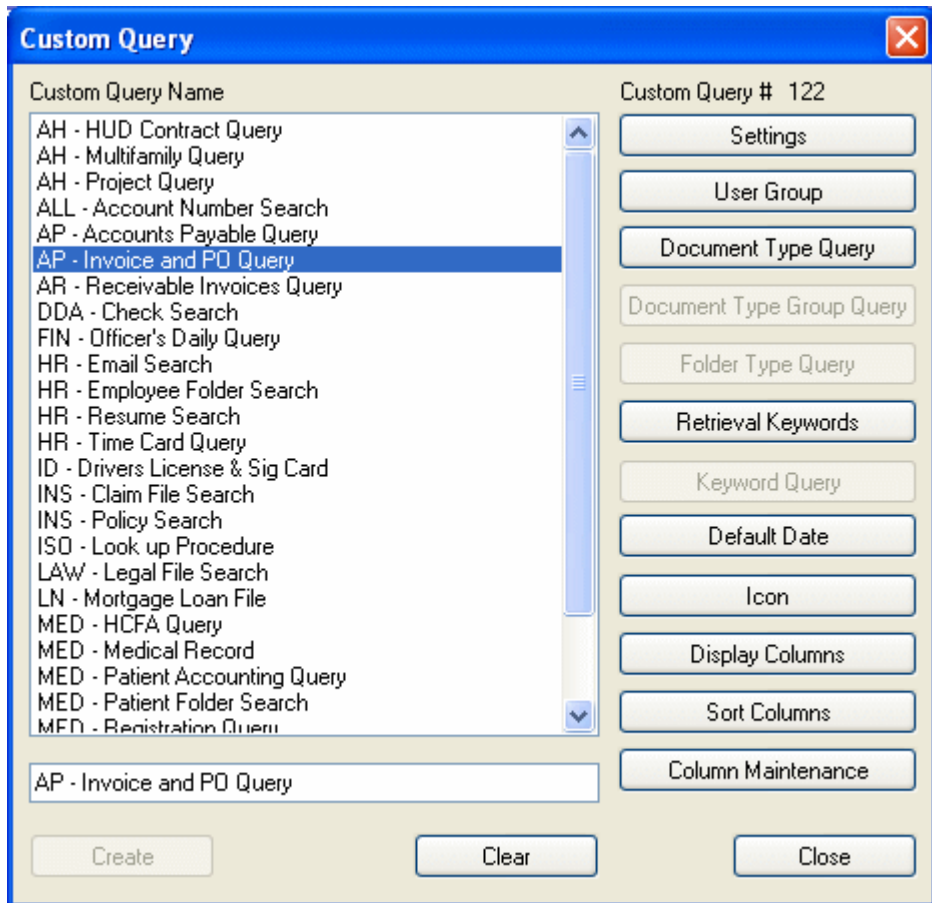 Custom Query
Custom Query Name
AH - HUD Contract Query
AH - Multifamily Query
AH - Project Query
ALL - Account Number Search
AP - Accounts Payable Query
AP - Invoice and PO Query
AR - Receivable Invoices Query
DDA - Check Search
FIN - Officer's Daily Query
HR - Email Search
HR - Employee Folder Search
HR - Resume Search
HR - Time Card Query
ID - Drivers License & Sig Card
INS - Claim File Search
INS - Policy Search
ISO - Look up Procedure
LAW - Legal File Search
LN - Mortgage Loan File
MED - HCFA Query
MED - Medical Record
MED - Patient Accounting Query
MED - Patient Folder Search
MED - Registration Query
AP - Invoice and PO Query
Custom Query # 122
Settings
User Group
Document Type Query
Document Type Group Query
Folder Type Query
Retrieval Keywords
Keyword Query
Default Date
Icon
Display Columns
Sort Columns
Column Maintenance
Create
Clear
Close